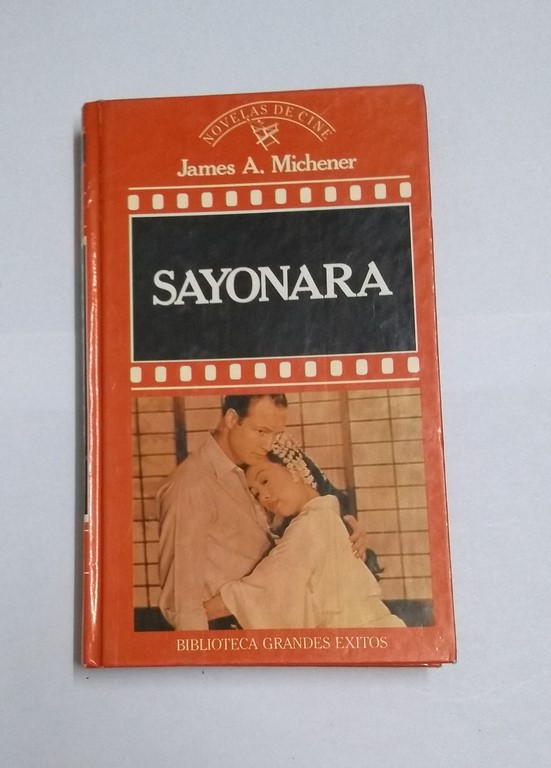 NOVELAS DE CINE
James A. Michener
SAYONARA
BIBLIOTECA GRANDES EXITOS